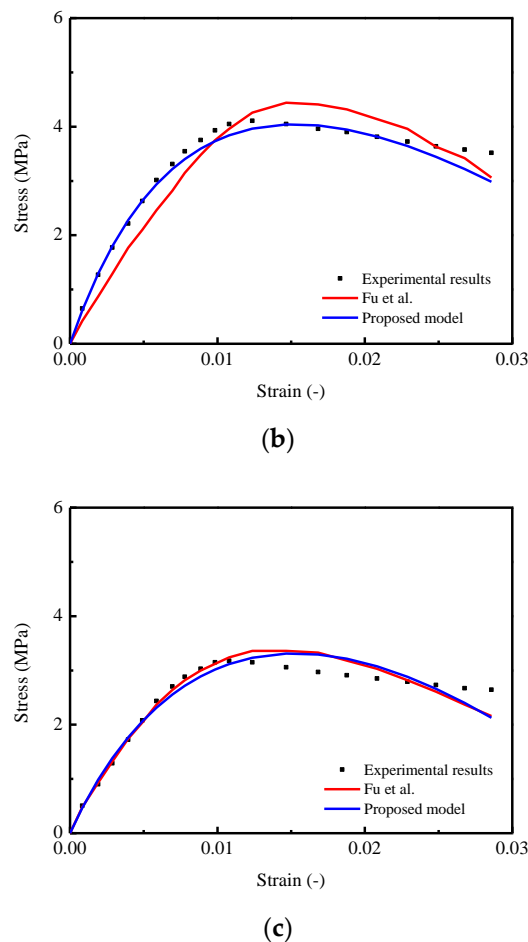 6
4
2
0
Stress (MPa)
Experimental results
Fu et al.
Proposed model
0.00 0.01 0.02 0.03
Strain (-)
(b)
6
4
2
0
Stress (MPa)
Experimental results
Fu et al.
Proposed model
0.00 0.01 0.02 0.03
Strain (-)
(c)